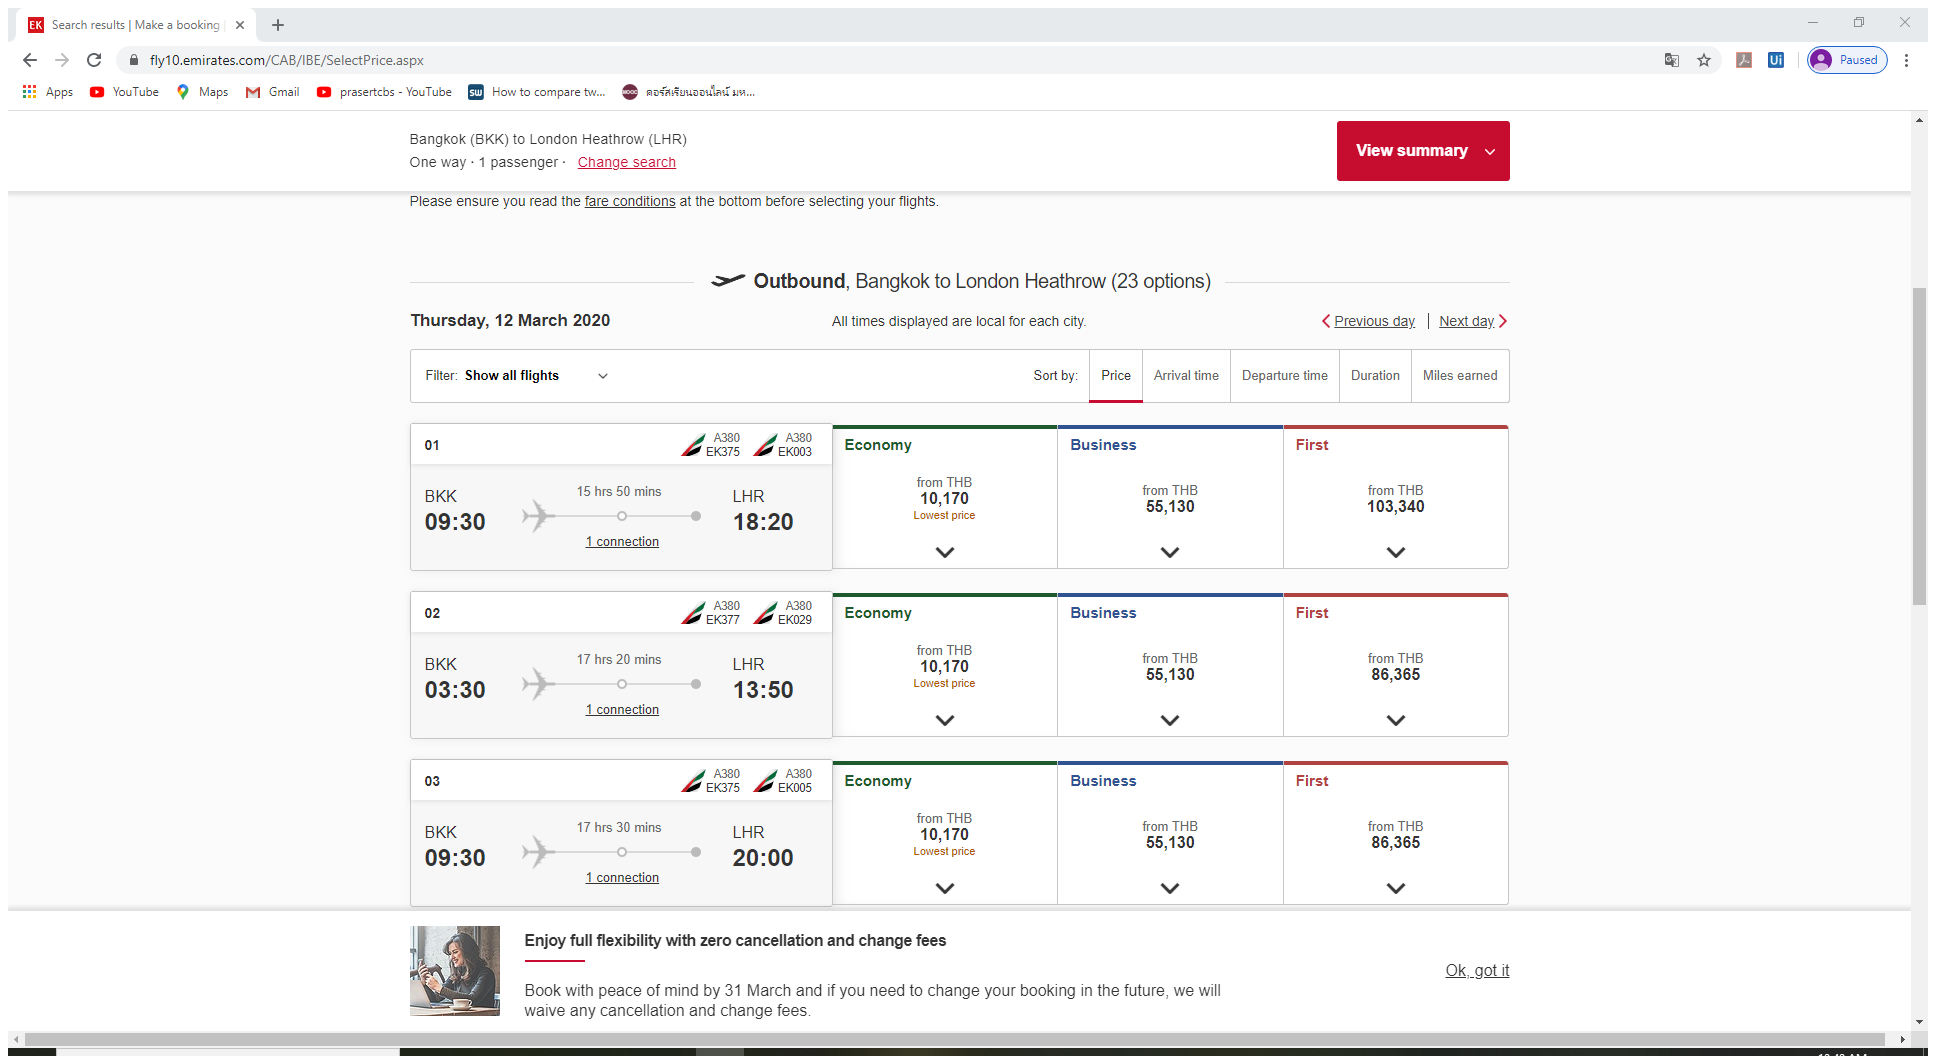 EK Search results | Make a booking
fly10.emirates.com/CAB/IBE/SelectPrice.aspx
Ui
Paused
Apps
YouTube
Maps
Gmail
prasertcbs - YouTube
SW How to compare tw...
MOOC คอร์สเรียนออนไลน์ มห...
Bangkok (BKK) to London Heathrow (LHR)
One way · 1 passenger · Change search
View summary
Please ensure you read the fare conditions at the bottom before selecting your flights.
Outbound, Bangkok to London Heathrow (23 options)
Thursday, 12 March 2020
All times displayed are local for each city.
Previous day | Next day
Filter: Show all flights
Sort by: Price Arrival time Departure time Duration Miles earned
01
A380
EK375
A380
EK003
BKK
09:30
15 hrs 50 mins
1 connection
LHR
18:20
Economy
from THB
10,170
Lowest price
Business
from THB
55,130
First
from THB
103,340
02
A380
EK377
A380
EK029
BKK
03:30
17 hrs 20 mins
1 connection
LHR
13:50
Economy
from THB
10,170
Lowest price
Business
from THB
55,130
First
from THB
86,365
03
A380
EK375
A380
EK005
BKK
09:30
17 hrs 30 mins
1 connection
LHR
20:00
Economy
from THB
10,170
Lowest price
Business
from THB
55,130
First
from THB
86,365
Enjoy full flexibility with zero cancellation and change fees
Book with peace of mind by 31 March and if you need to change your booking in the future, we will
waive any cancellation and change fees.
Ok, got it